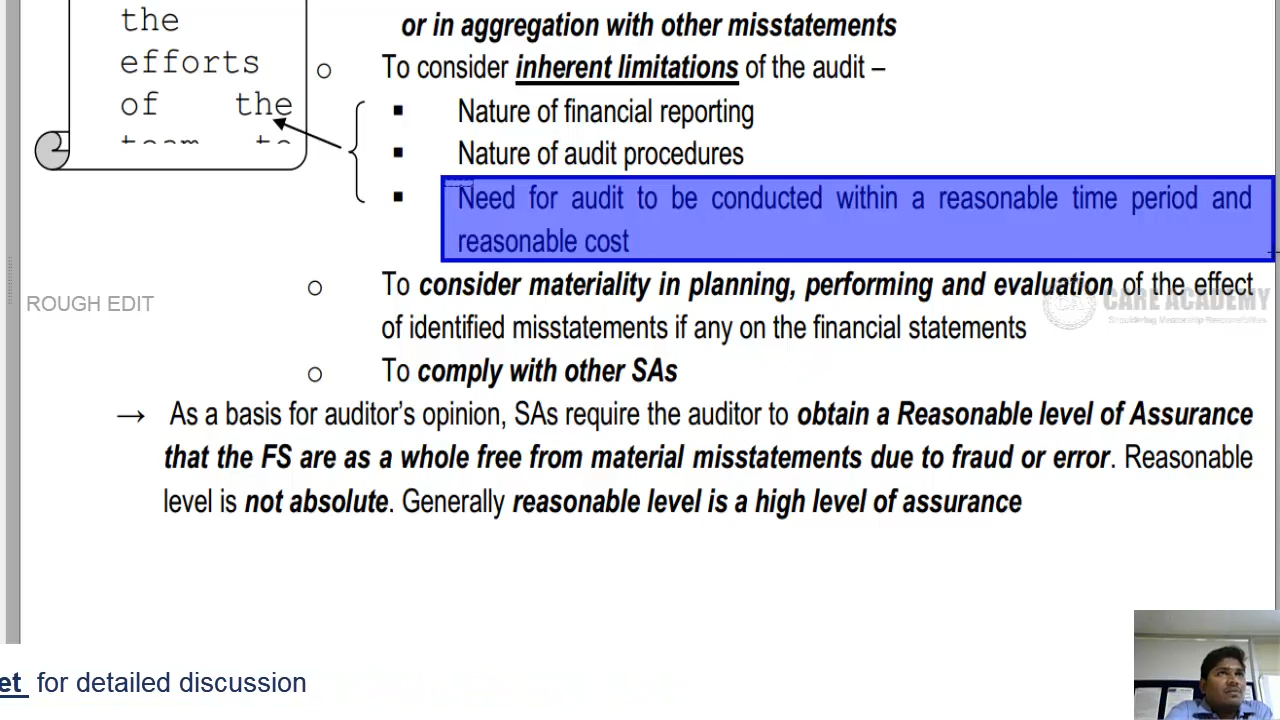 the
efforts
of the
or in aggregation with other misstatements
o To consider inherent limitations of the audit –
▪ Nature of financial reporting
▪ Nature of audit procedures
▪ Need for audit to be conducted within a reasonable time period and
reasonable cost
o To consider materiality in planning, performing and evaluation of the effect
of identified misstatements if any on the financial statements
o To comply with other SAs
→ As a basis for auditor’s opinion, SAs require the auditor to obtain a Reasonable level of Assurance
that the FS are as a whole free from material misstatements due to fraud or error. Reasonable
level is not absolute. Generally reasonable level is a high level of assurance
ROUGH EDIT
CARE ACADEMY
et for detailed discussion